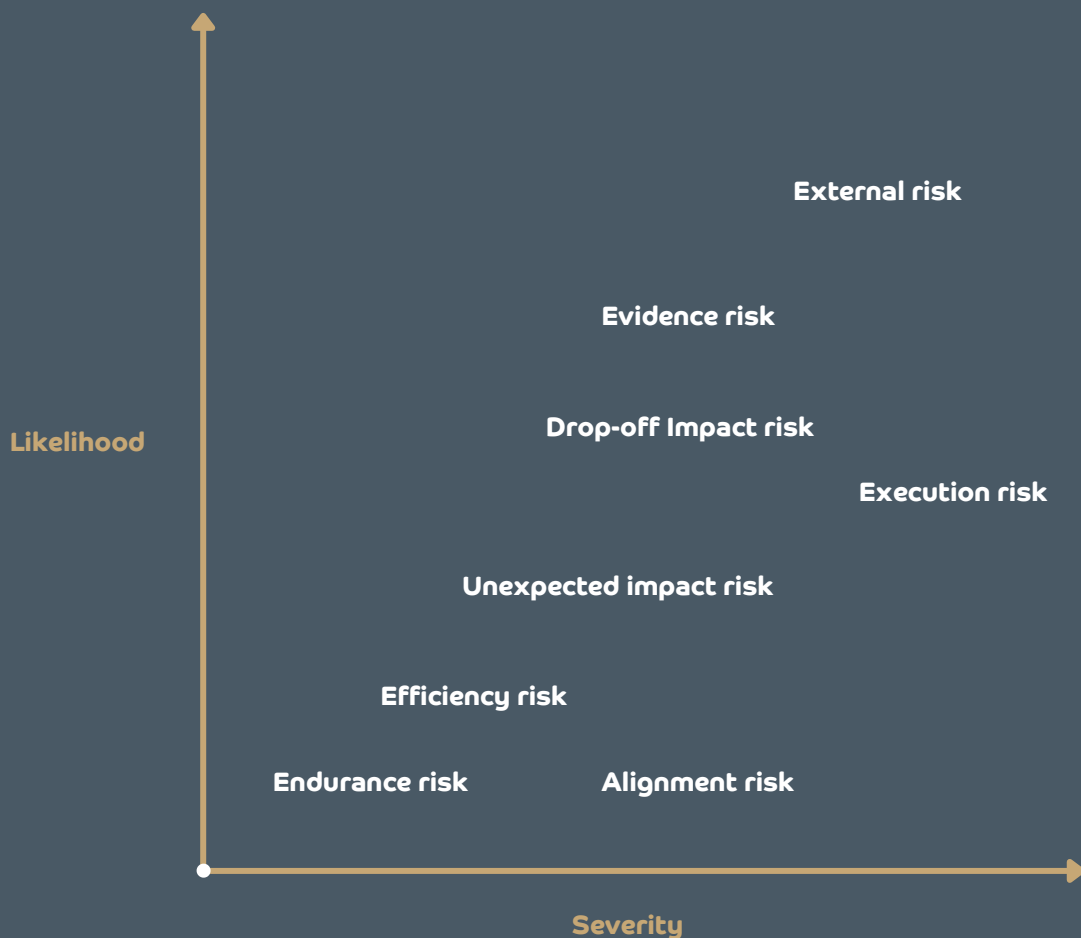 External risk
Evidence risk
Drop-off Impact risk
Likelihood
Execution risk
Unexpected impact risk
Efficiency risk
Endurance risk
Alignment risk
Severity